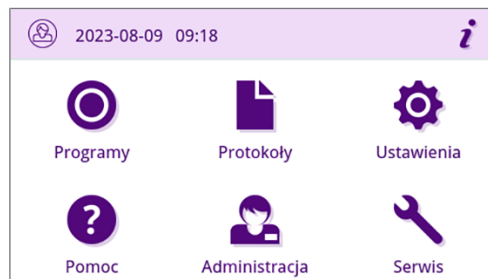 2023-08-09 09:18 i
Programy Protokoły Ustawienia
? 
Pomoc Administracja Serwis